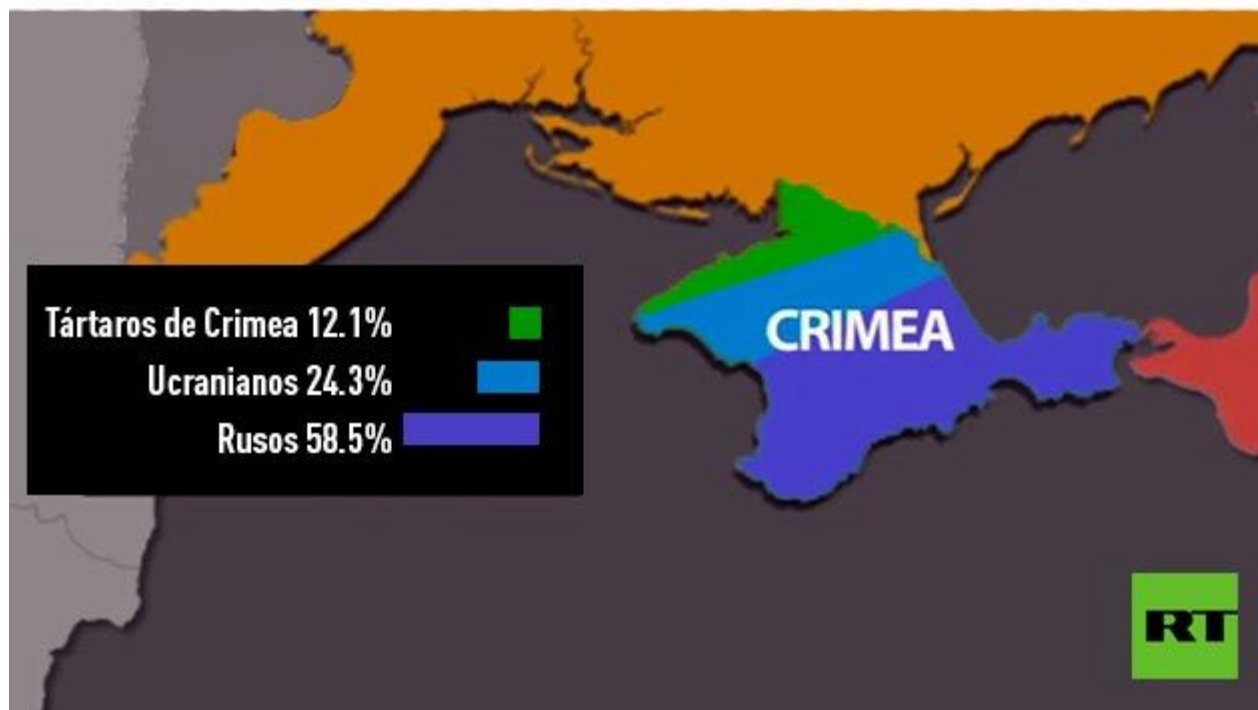 Tártaros de Crimea 12.1%
Ucranianos 24.3%
Rusos 58.5%
CRIMEA
RT